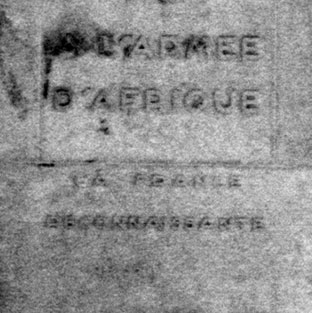 A L'ARMEE
D'AFRIQUE
LA FRANCE
RECONNAISSANTE